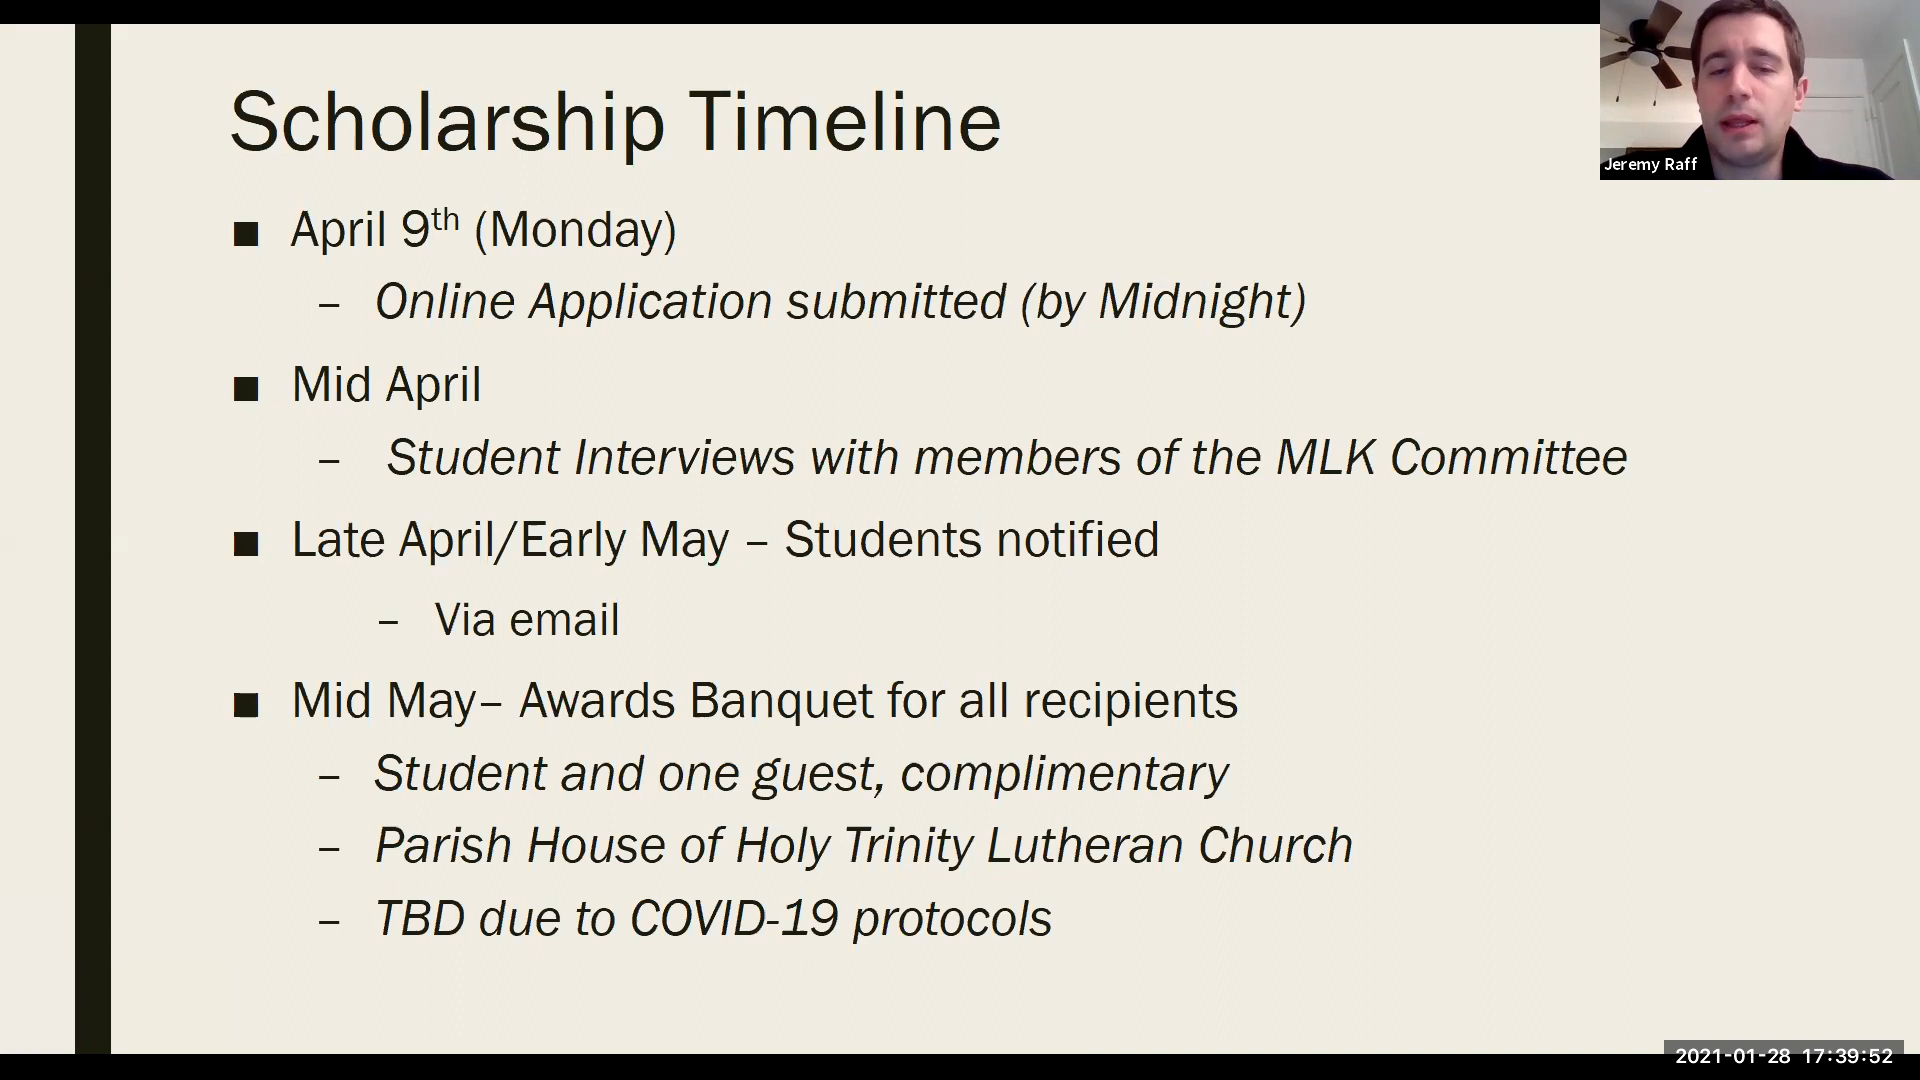 Scholarship Timeline
■ April 9th (Monday)
– Online Application submitted (by Midnight)
■ Mid April
– Student Interviews with members of the MLK Committee
■ Late April/Early May – Students notified
– Via email
■ Mid May– Awards Banquet for all recipients
– Student and one guest, complimentary
– Parish House of Holy Trinity Lutheran Church
– TBD due to COVID-19 protocols
Jeremy Raff
2021-01-28 17:39:52